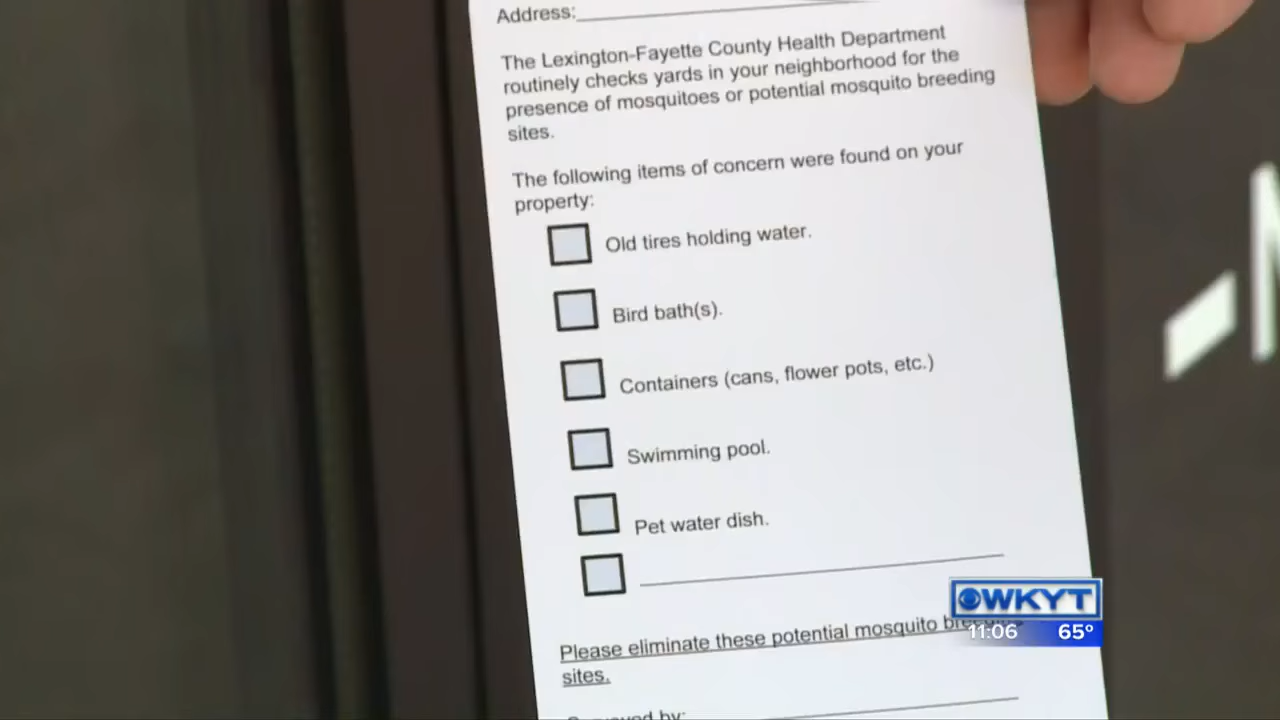 Address:
The Lexington-Fayette County Health Department
routinely checks yards in your neighborhood for the
presence of mosquitoes or potential mosquito breeding
sites.
The following items of concern were found on your
property:
Old tires holding water.
Bird bath(s).
Containers (cans, flower pots, etc.)
Swimming pool.
Pet water dish.
Please eliminate these potential mosquito breeding
sites.
by:
WKYT
11:06 65°